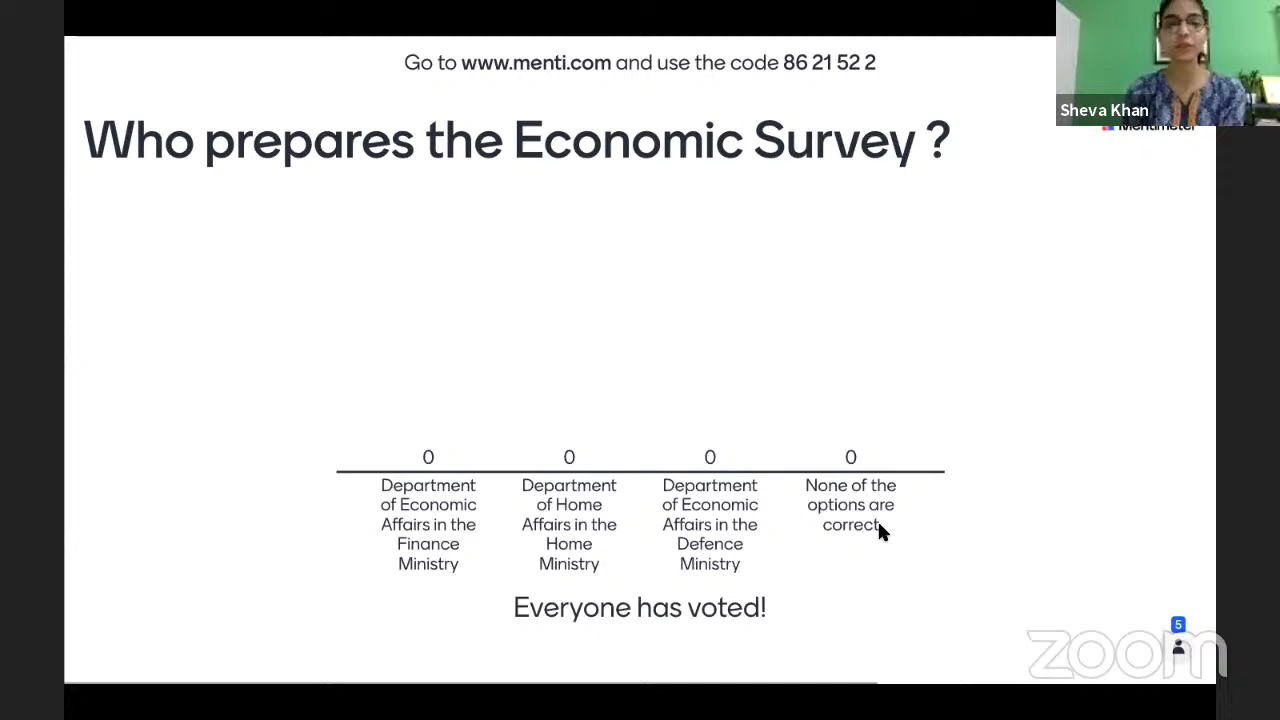 Go to www.menti.com and use the code 86 21 52 2
Sheva Khan
Mentimeter
Who prepares the Economic Survey ?
0 0 0 0
Department
of Economic
Affairs in the
Finance
Ministry
Department
of Home
Affairs in the
Home
Ministry
Department
of Economic
Affairs in the
Defence
Ministry
None of the
options are
correct
Everyone has voted!
5
zoom